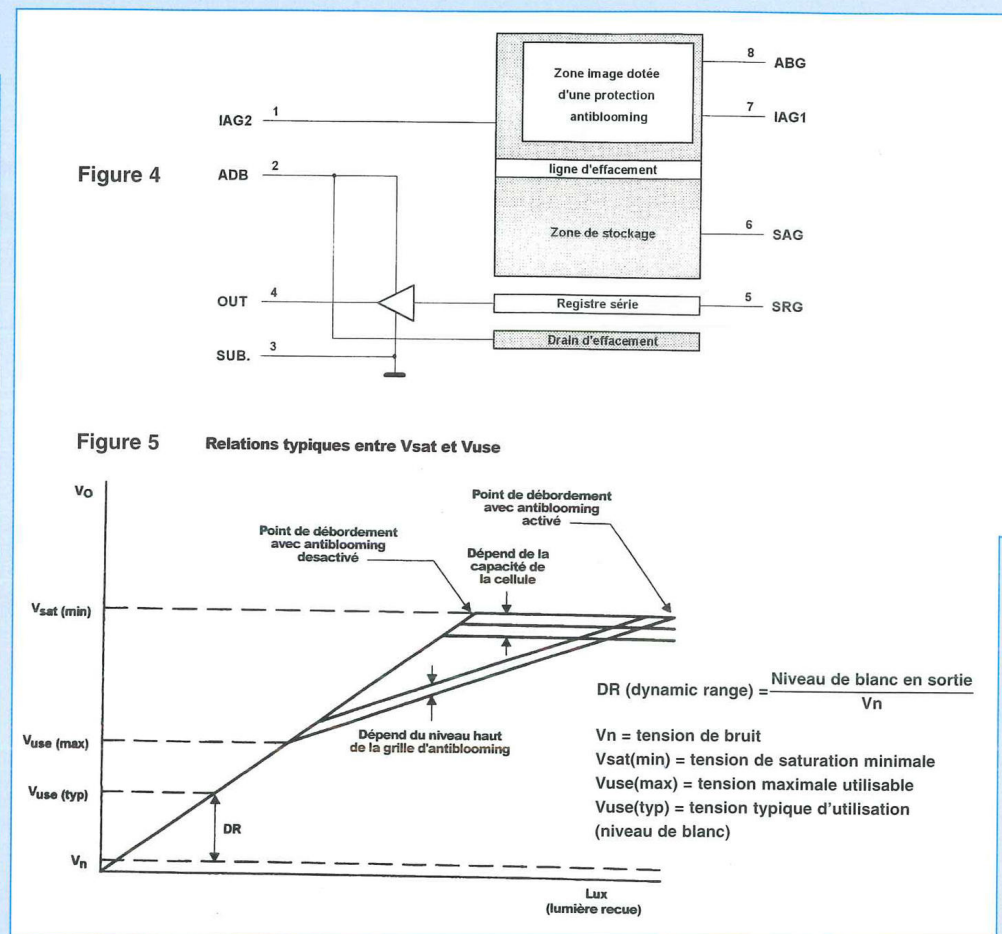 Figure 4
IAG2 1
ADB 2
OUT 4
SUB. 3
Zone image dotée
d'une protection
antiblooming
ligne d'effacement
Zone de stockage
Registre série
Drain d'effacement
8 ABG
7 IAG1
6 SAG
5 SRG
Figure 5 Relations typiques entre Vsat et Vuse
VO
Point de débordement
avec antiblooming
desactivé
Point de débordement
avec antiblooming
activé
Dépend de la
capacité de
la cellule
Vsat (min)
Vuse (max)
Vuse (typ)
Vn
DR
Dépend du niveau haut
de la grille d'antiblooming
Lux
(lumière recue)
DR (dynamic range) = Niveau de blanc en sortie
Vn
Vn = tension de bruit
Vsat(min) = tension de saturation minimale
Vuse(max) = tension maximale utilisable
Vuse(typ) = tension typique d'utilisation
(niveau de blanc)